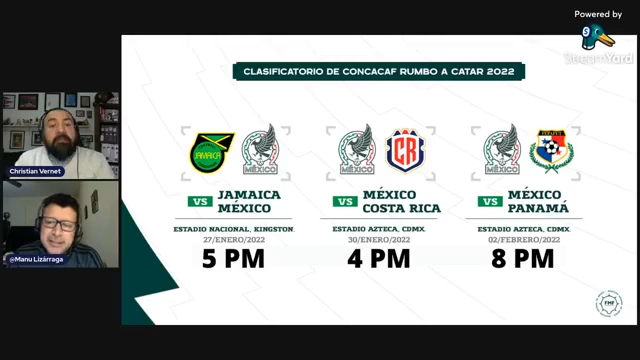 Powered by
StreamYard
CLASIFICATORIO DE CONCACAF RUMBO A CATAR 2022
JAMAICA
MÉXICO
MÉXICO
CR
MÉXICO
VS
JAMAICA
MÉXICO
VS
MÉXICO
COSTA RICA
VS
MÉXICO
PANAMÁ
ESTADIO NACIONAL, KINGSTON.
27/ENERO/2022
5 PM
ESTADIO AZTECA, CDMX.
30/ENERO/2022
4 PM
ESTADIO AZTECA, CDMX.
02/FEBRERO/2022
8 PM
Christian Vernet
@Manu Lizárraga
FMF